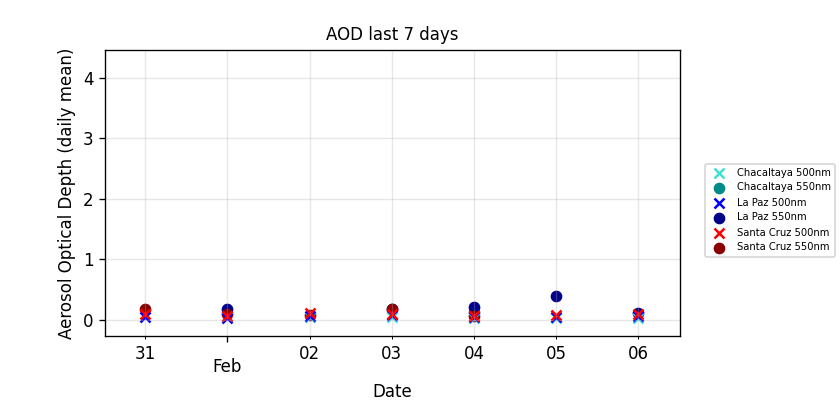 AOD last 7 days
Aerosol Optical Depth (daily mean)
4
3
2
1
0
31
Feb
02
03
04
05
06
Date
Chacaltaya 500nm
Chacaltaya 550nm
La Paz 500nm
La Paz 550nm
Santa Cruz 500nm
Santa Cruz 550nm